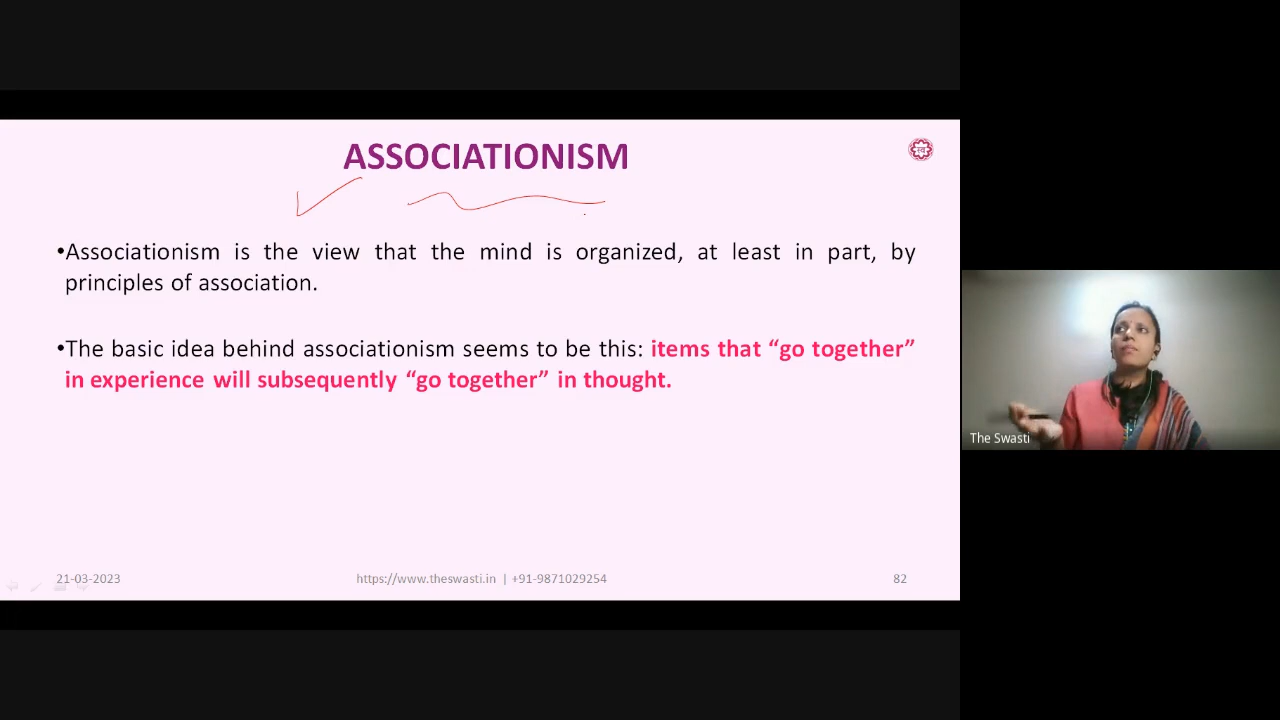 ASSOCIATIONISM
•Associationism is the view that the mind is organized, at least in part, by
principles of association.
•The basic idea behind associationism seems to be this: items that “go together”
in experience will subsequently “go together” in thought.
The Swasti
21-03-2023
https://www.theswasti.in | +91-9871029254
82